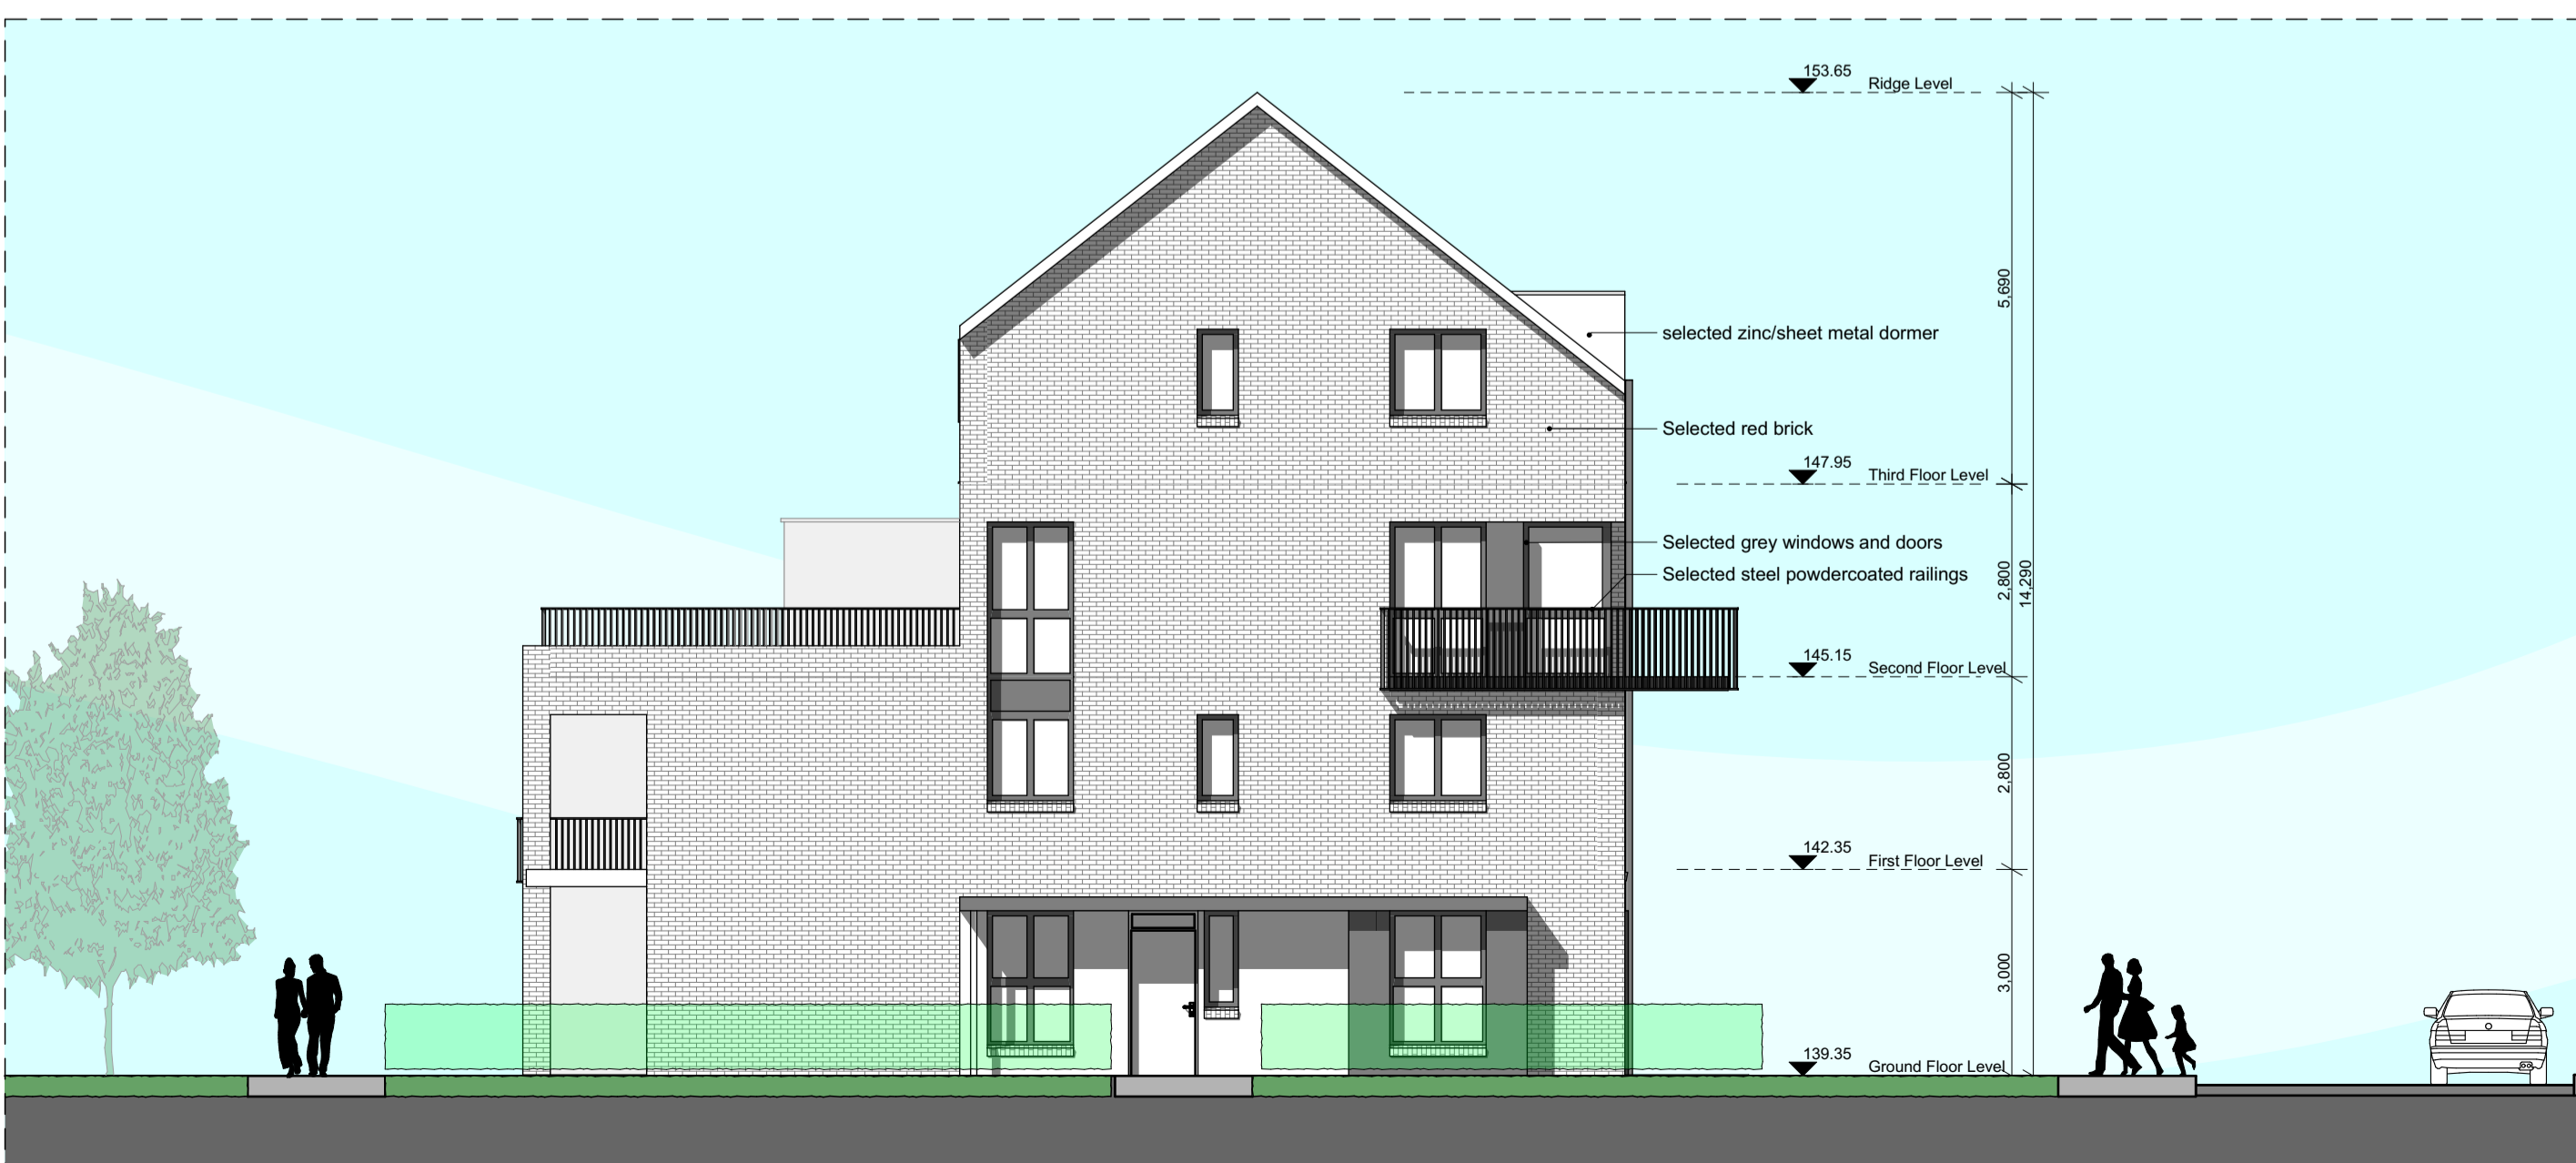 153.65
Ridge Level
5,690
selected zinc/sheet metal dormer
Selected red brick
147.95
Third Floor Level
Selected grey windows and doors
Selected steel powdercoated railings
2,800
14,290
145.15
Second Floor Level
2,800
142.35
First Floor Level
3,000
139.35
Ground Floor Level